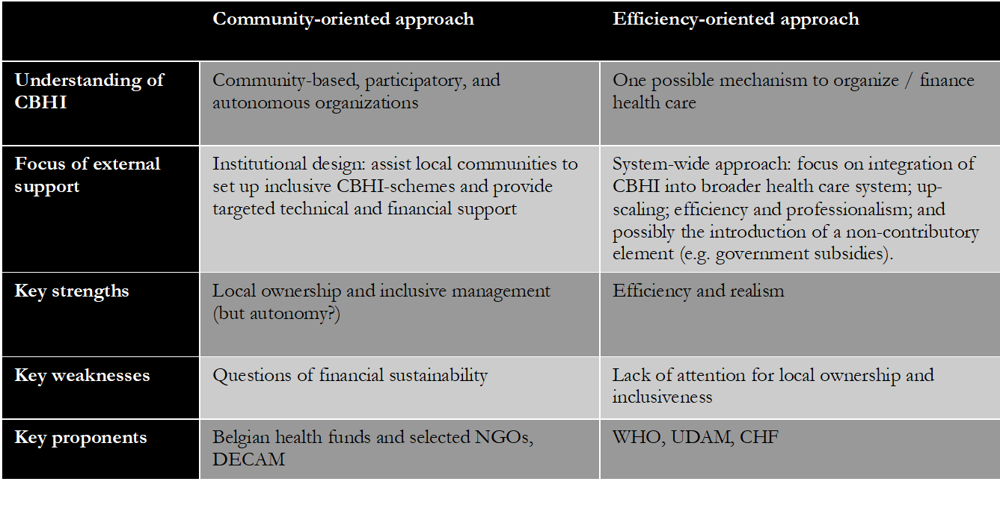 Community-oriented approach
Efficiency-oriented approach
Understanding of
CBHI
Community-based, participatory, and
autonomous organizations
One possible mechanism to organize / finance
health care
Focus of external
support
Institutional design: assist local communities to
set up inclusive CBHI-schemes and provide
targeted technical and financial support
System-wide approach: focus on integration of
CBHI into broader health care system; up-
scaling; efficiency and professionalism; and
possibly the introduction of a non-contributory
element (e.g. government subsidies).
Key strengths
Local ownership and inclusive management
(but autonomy?)
Efficiency and realism
Key weaknesses
Questions of financial sustainability
Lack of attention for local ownership and
inclusiveness
Key proponents
Belgian health funds and selected NGOs,
DECAM
WHO, UDAM, CHF